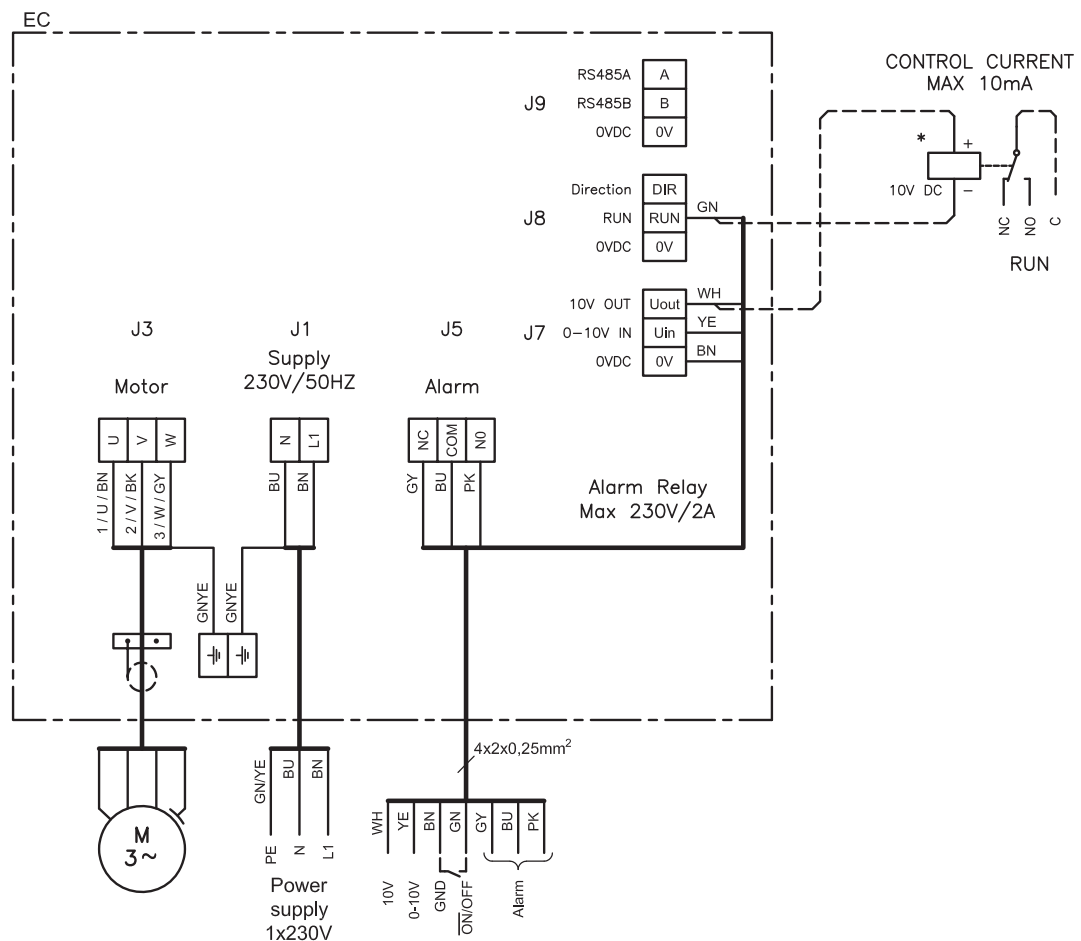 EC
CONTROL CURRENT
MAX 10mA
J9
RS485A A
RS485B B
0VDC 0V
*
+
10V DC
−
NC
NO
C
RUN
J8
Direction DIR
RUN RUN GN
0VDC 0V
J7
10V OUT Uout WH
0–10V IN Uin YE
0VDC 0V BN
J3
Motor
U V W
1 / U / BN
2 / V / BK
3 / W / GY
J1
Supply
230V/50HZ
N L1
BU
BN
J5
Alarm
NC COM N0
GY
BU
PK
Alarm Relay
Max 230V/2A
GNYE
GNYE
4x2x0,25mm²
M
3~
GN/YE
BU
BN
PE
N
L1
Power
supply
1x230V
WH
YE
BN
GN
GY
BU
PK
10V
0-10V
GND
ON/OFF
Alarm